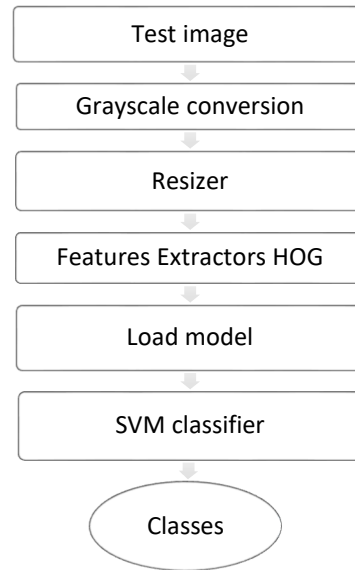 Test image
Grayscale conversion
Resizer
Features Extractors HOG
Load model
SVM classifier
Classes